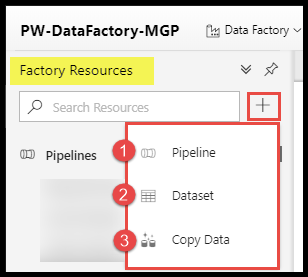 PW-DataFactory-MGP
Data Factory
Factory Resources
Search Resources
Pipelines
1 Pipeline
2 Dataset
3 Copy Data